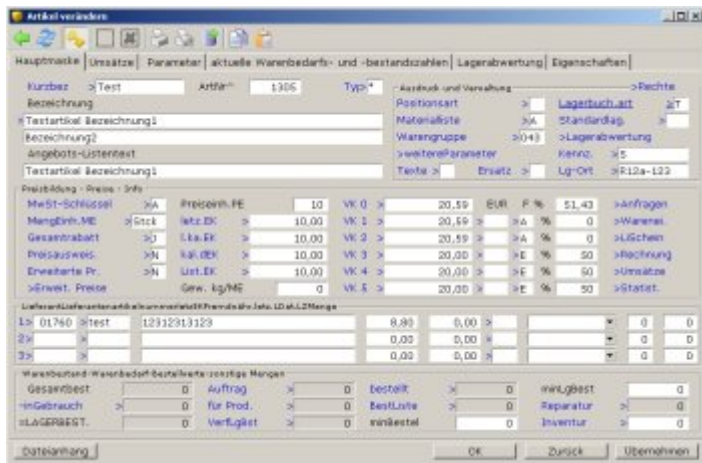 Artikel verändern
Hauptmaske Umsätze Parameter aktuelle Warenbedarfs- und -bestandszahlen Lagerabwertung Eigenschaften
Kurzbez >Test ArtNr^ 1305 Typ>* Ausdruck und Verwaltung >Rechte
Bezeichnung Positionsart > Lagerbuch.art >T
>Testartikel Bezeichnung1 Materialliste >A Standardlag. >
Bezeichnung2 Warengruppe >043 >Lagerabwertung
Angebots-Listentext >weitereParameter Kennz. >S
Testartikel Bezeichnung1 Texte > Ersatz > Lg-Ort >R12a-123
Preisbildung - Preise - Info
MwSt-Schlüssel >A Preiseinh.PE 10 VK 0 > 20,59 EUR F % 51,43 >Anfragen
MengEinh.ME >Stck letz.EK > 10,00 VK 1 > 20,59 > >A % 0 >Warenei.
Gesamtrabatt >J l.ka.EK > 10,00 VK 2 > 20,59 > >A % 0 >LiSchein
Preisausweis. >N kal.dEK > 10,00 VK 3 > 20,00 > >E % 50 >Rechnung
Erweiterte Pr. >N List.EK > 10,00 VK 4 > 20,00 > >E % 50 >Umsätze
>Erweit. Preise Gew. kg/ME 0 VK 5 > 20,00 > >E % 50 >Statist.
1> 01760 >test 12312313123 8,80 0,00 > 0 0
2> > 0,00 0,00 > 0 0
3> > 0,00 0,00 > 0 0
Warenbestand-Warenbedarf-Bestellwerte-sonstige Mengen
Gesamtbest 0 Auftrag > 0 bestellt > 0 minLgBest 0
-inGebrauch > 0 für Prod. > 0 BestListe > 0 Reparatur > 0
=LAGERBEST. 0 VerfLgBst > 0 minBestel 0 Inventur > 0
Dateianhang OK Zurück Übernehmen